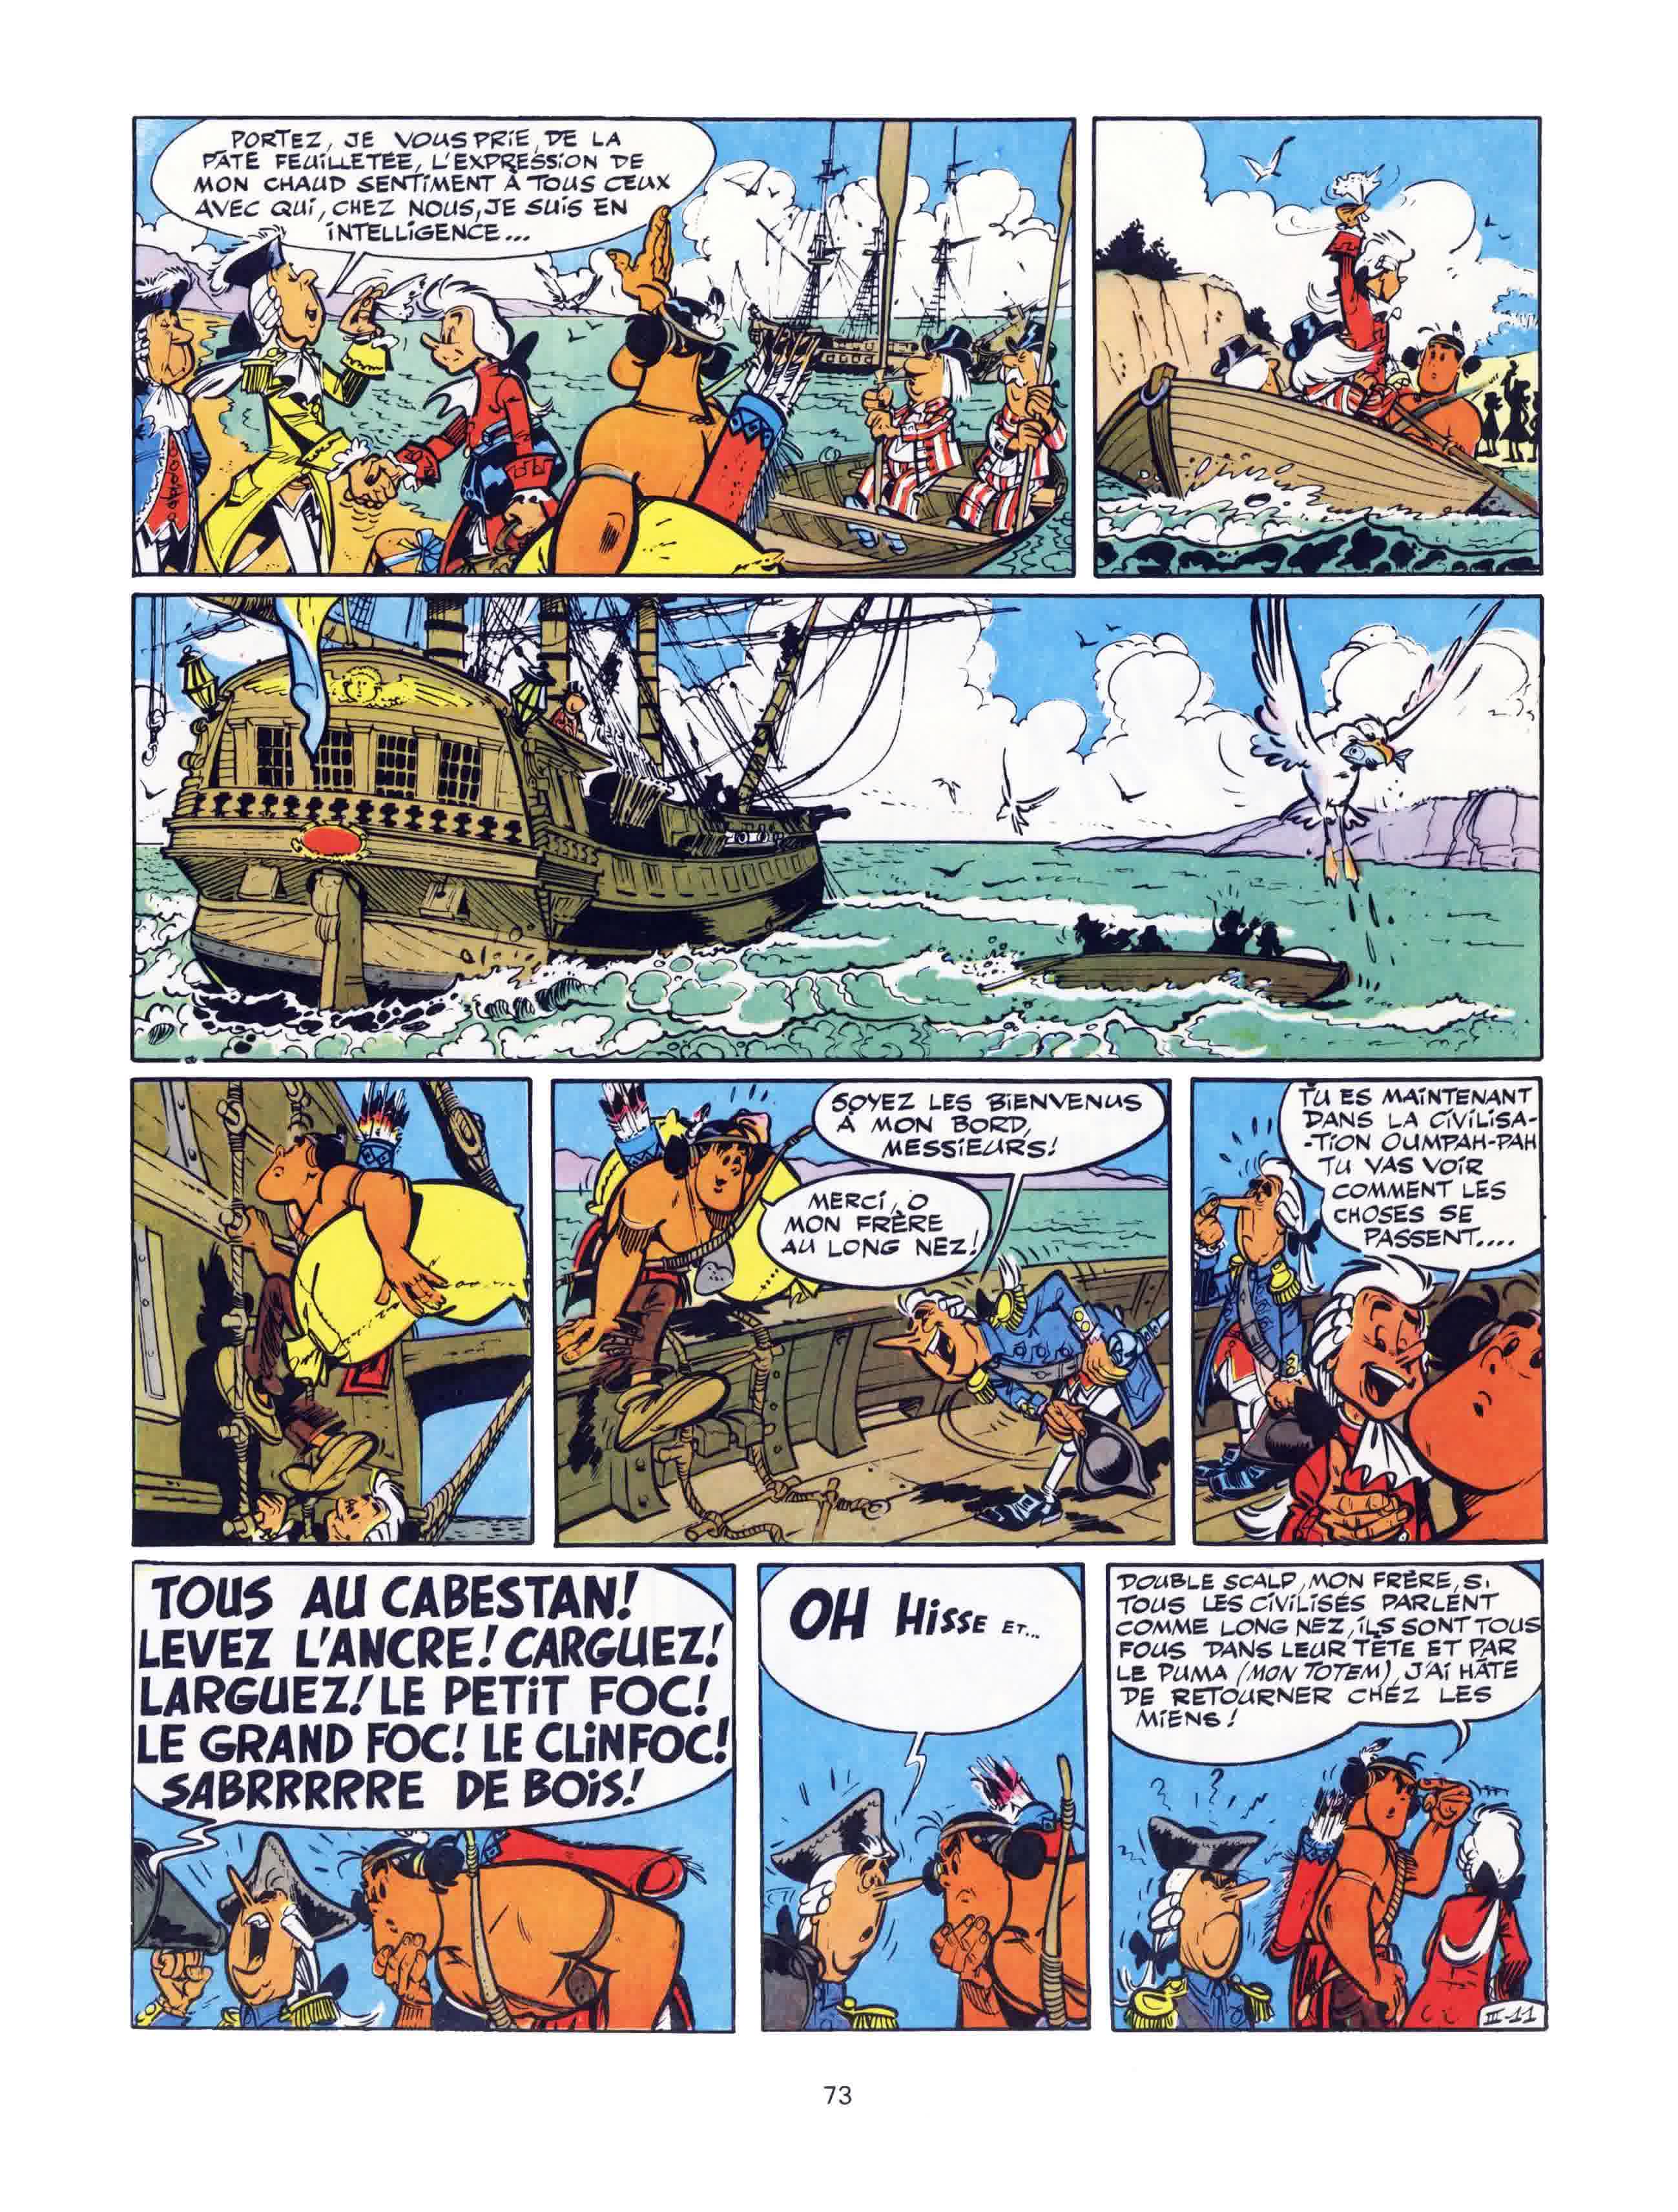 PORTEZ, JE VOUS PRIE, DE LA
PÂTE FEUILLETÉE, L'EXPRESSION DE
MON CHAUD SENTIMENT À TOUS CEUX
AVEC QUI, CHEZ NOUS, JE SUIS EN
INTELLIGENCE...
SOYEZ LES BIENVENUS
À MON BORD,
MESSIEURS!
MERCI, O
MON FRÈRE
AU LONG NEZ!
TU ES MAINTENANT
DANS LA CIVILISA-
-TION OUMPAH-PAH
TU VAS VOIR
COMMENT LES
CHOSES SE
PASSENT....
TOUS AU CABESTAN!
LEVEZ L'ANCRE! CARGUEZ!
LARGUEZ! LE PETIT FOC!
LE GRAND FOC! LE CLINFOC!
SABRRRRRE DE BOIS!
OH HISSE ET...
DOUBLE SCALP, MON FRÈRE, SI
TOUS LES CIVILISÉS PARLENT
COMME LONG NEZ, ILS SONT TOUS
FOUS DANS LEUR TÊTE ET PAR
LE PUMA (MON TOTEM), J'AI HÂTE
DE RETOURNER CHEZ LES
MIENS!
? ?
III-11
73